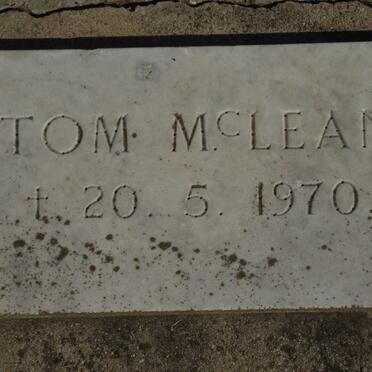 TOM McLEAN
† 20. 5. 1970